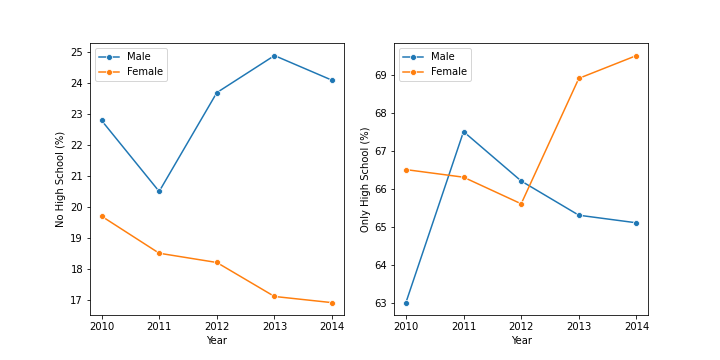 No High School (%)
25
24
23
22
21
20
19
18
17
Male
Female
2010 2011 2012 2013 2014
Year
Only High School (%)
69
68
67
66
65
64
63
Male
Female
2010 2011 2012 2013 2014
Year